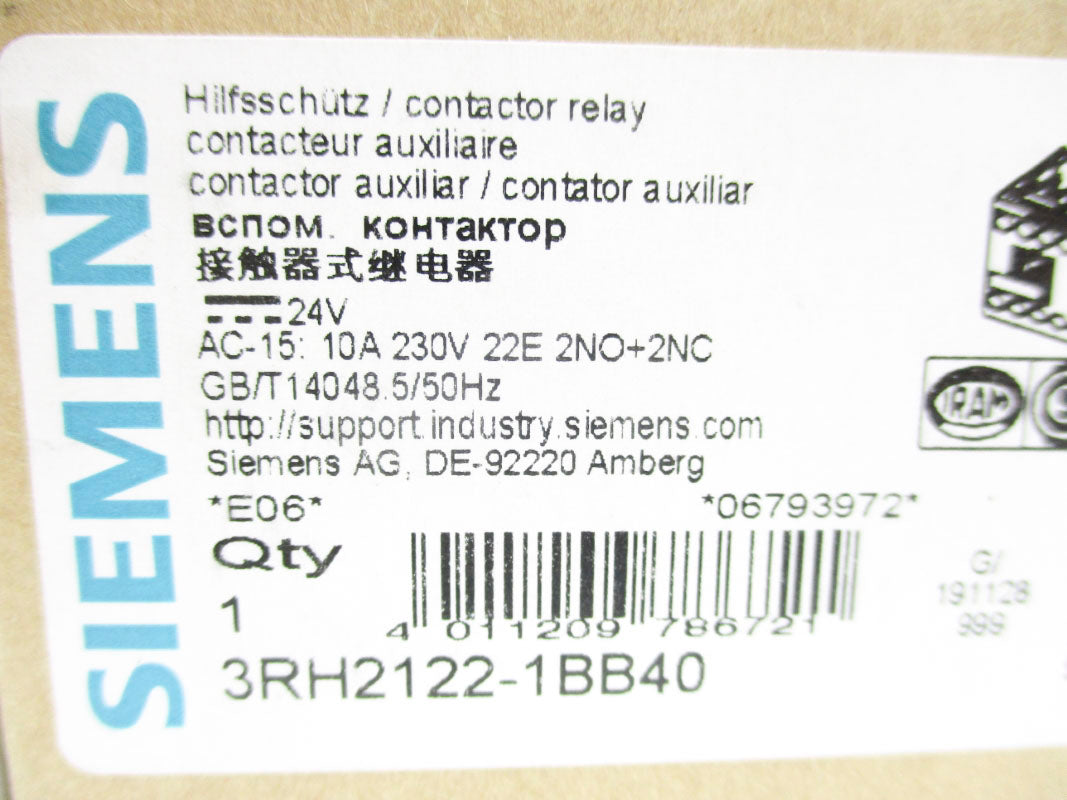 SIEMENS
Hilfsschütz / contactor relay
contacteur auxiliaire
contactor auxiliar / contator auxiliar
вспом. контактор
接触器式继电器
24V
AC-15: 10A 230V 22E 2NO+2NC
GB/T14048.5/50Hz
http://support.industry.siemens.com
Siemens AG, DE-92220 Amberg
*E06* *06793972*
Qty
1
4 011209 786721
3RH2122-1BB40
IRAM
G/
191128
999